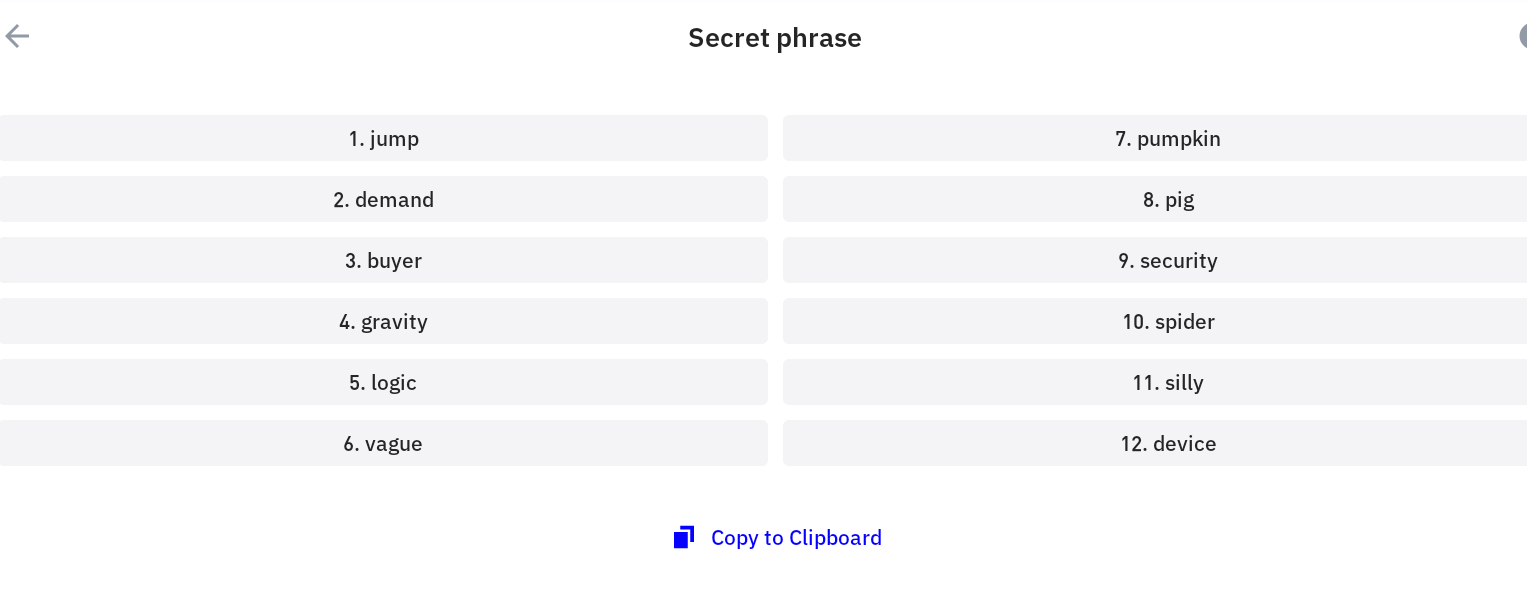 Secret phrase
1. jump
2. demand
3. buyer
4. gravity
5. logic
6. vague
7. pumpkin
8. pig
9. security
10. spider
11. silly
12. device
Copy to Clipboard